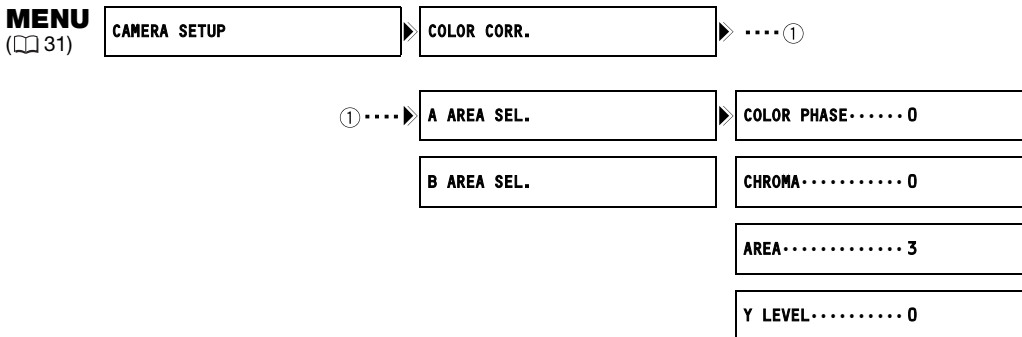 MENU
(31)
CAMERA SETUP
COLOR CORR.
····①
①····
A AREA SEL.
COLOR PHASE······0
B AREA SEL.
CHROMA···········0
AREA·············3
Y LEVEL··········0